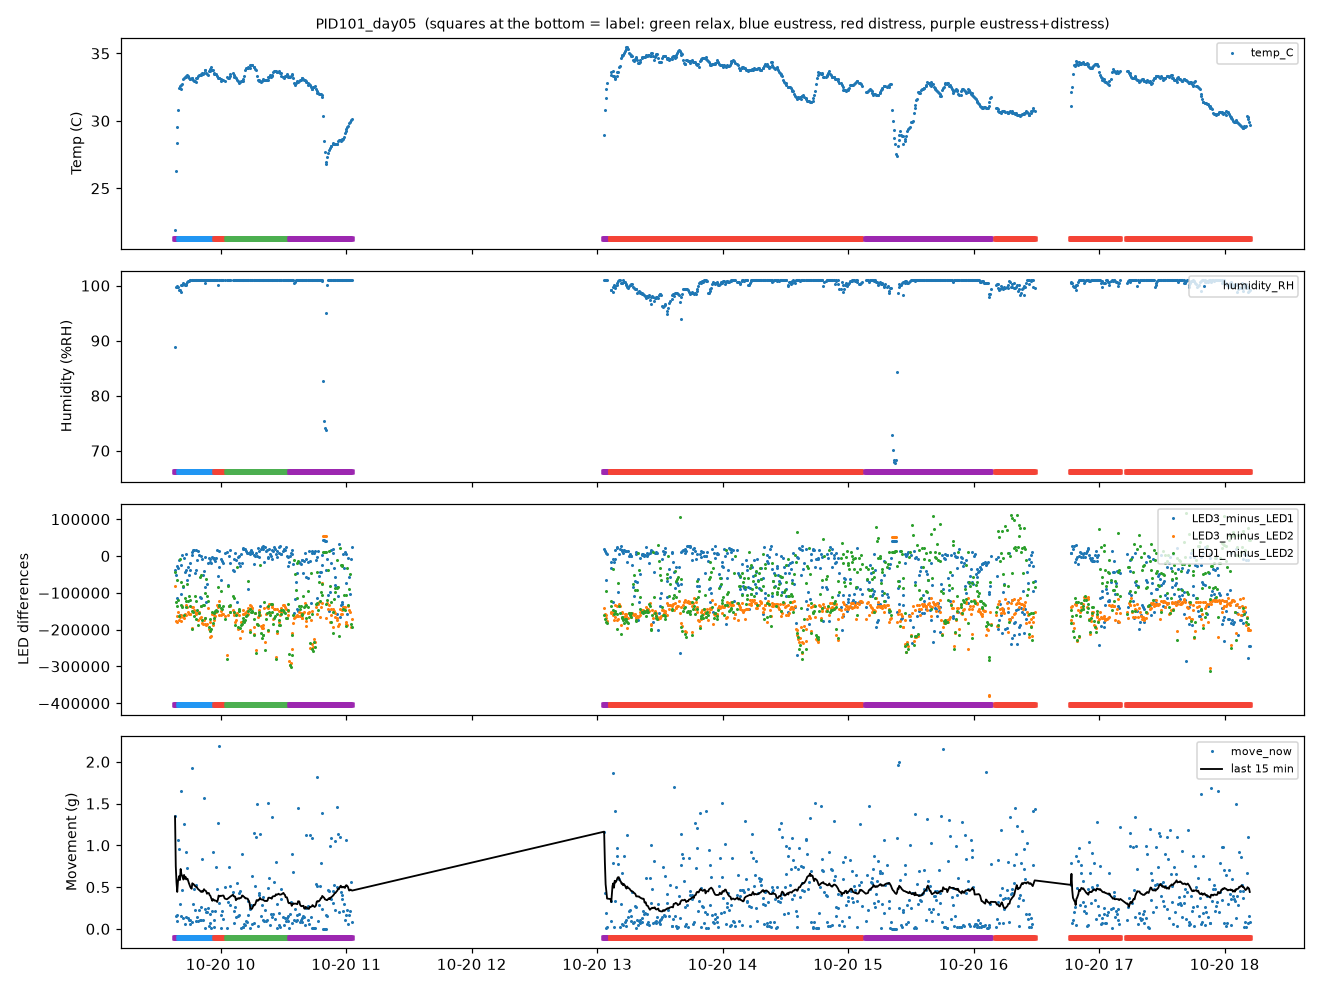 PID101_day05  (squares at the bottom = label: green relax, blue eustress, red distress, purple eustress+distress)
Temp (C)
35
30
25
temp_C
Humidity (%RH)
100
90
80
70
humidity_RH
LED differences
100000
0
−100000
−200000
−300000
−400000
LED3_minus_LED1
LED3_minus_LED2
LED1_minus_LED2
Movement (g)
2.0
1.5
1.0
0.5
0.0
move_now
last 15 min
10-20 10
10-20 11
10-20 12
10-20 13
10-20 14
10-20 15
10-20 16
10-20 17
10-20 18